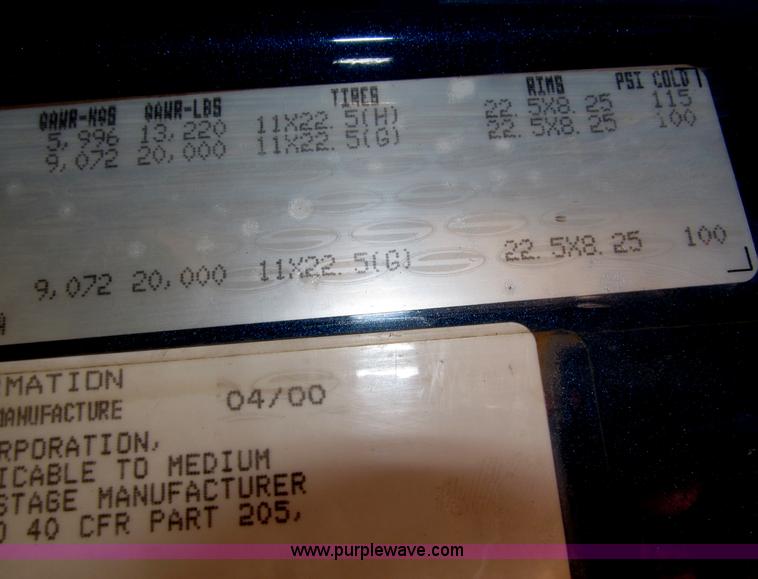 GAWR-KGS GAWR-LBS TIRES RIMS PSI COLD
5,996 13,220 11X22.5(H) 22.5X8.25 115
9,072 20,000 11X22.5(G) 22.5X8.25 100
9,072 20,000 11X22.5(G) 22.5X8.25 100
A
MATION
MANUFACTURE 04/00
RPORATION,
ICABLE TO MEDIUM
STAGE MANUFACTURER
40 CFR PART 205,
www.purplewave.com